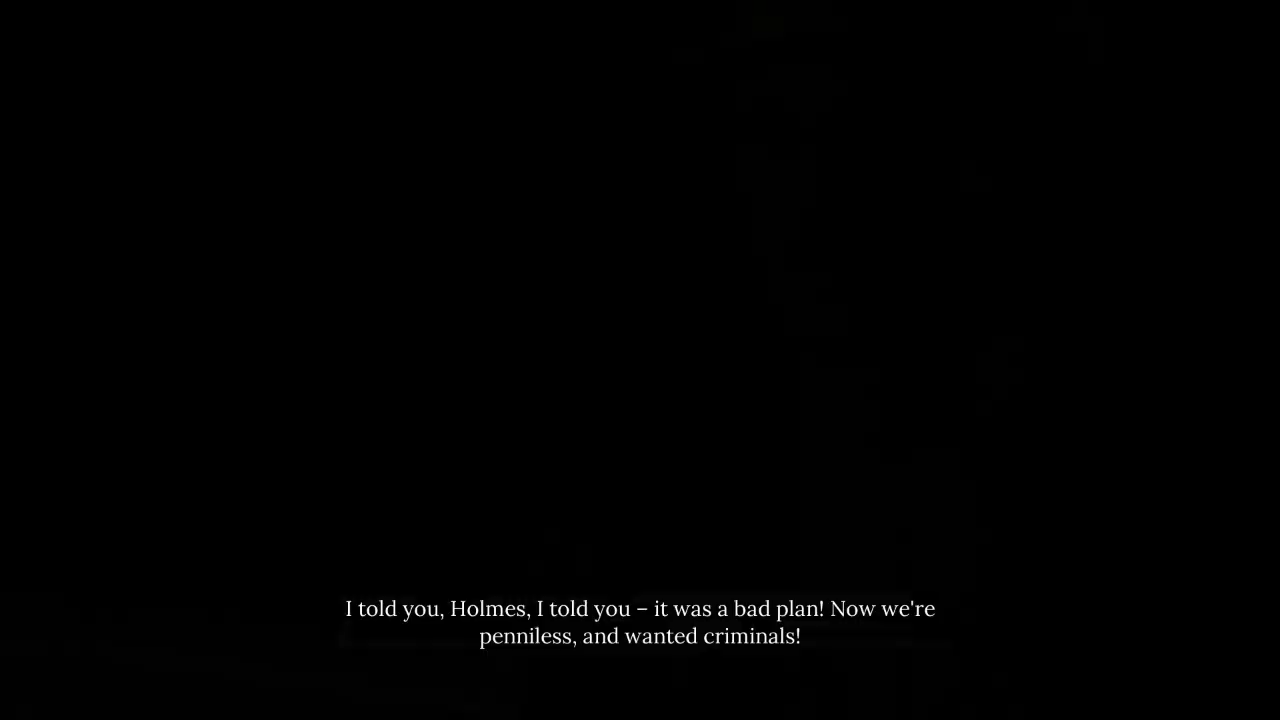 I told you, Holmes, I told you – it was a bad plan! Now we're
penniless, and wanted criminals!